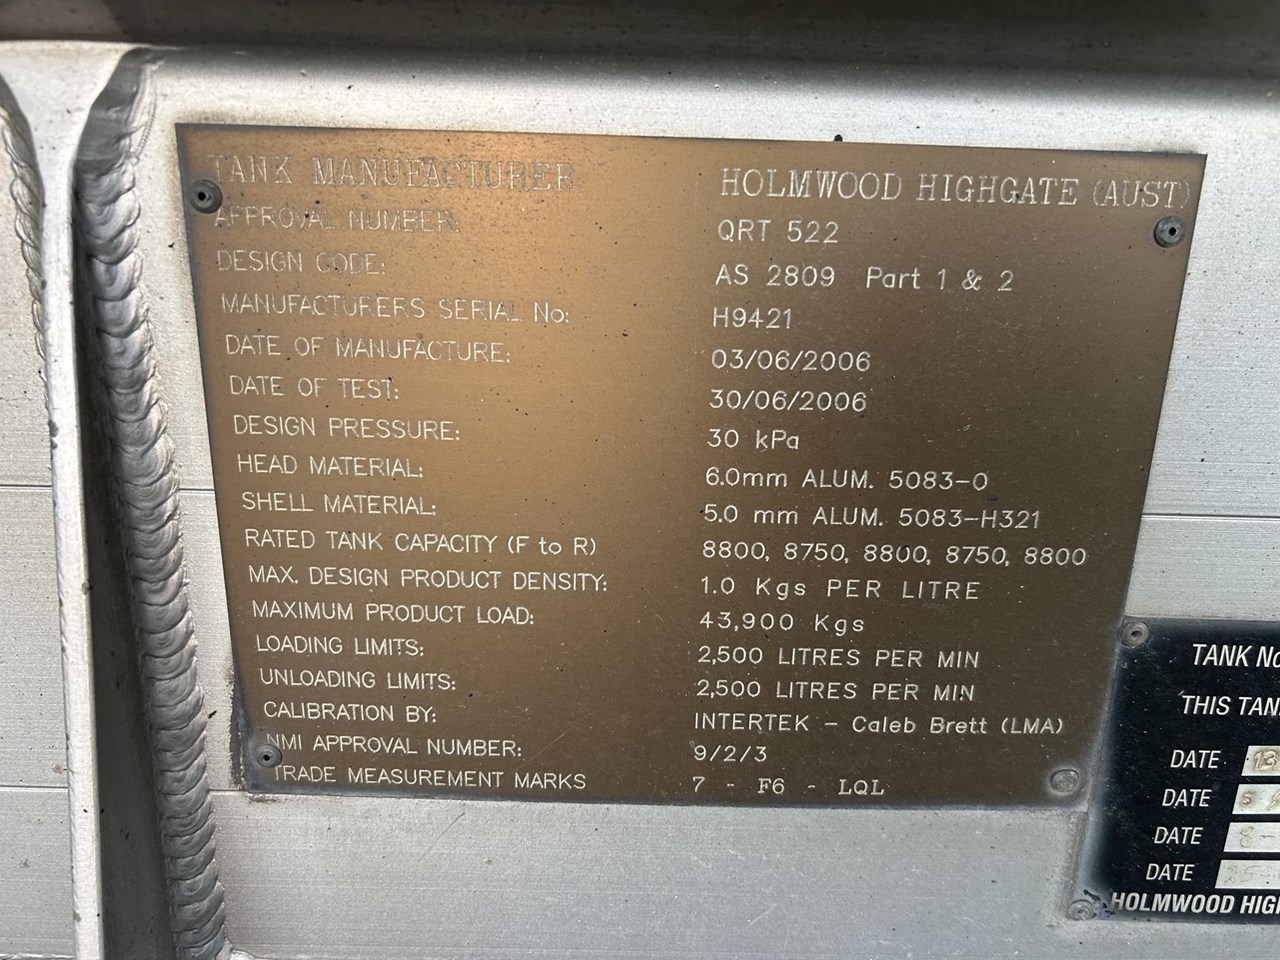 TANK MANUFACTURER HOLMWOOD HIGHGATE (AUST)
APPROVAL NUMBER: QRT 522
DESIGN CODE: AS 2809 Part 1 & 2
MANUFACTURERS SERIAL No: H9421
DATE OF MANUFACTURE: 03/06/2006
DATE OF TEST: 30/06/2006
DESIGN PRESSURE: 30 kPa
HEAD MATERIAL: 6.0mm ALUM. 5083-0
SHELL MATERIAL: 5.0 mm ALUM. 5083-H321
RATED TANK CAPACITY (F to R) 8800, 8750, 8800, 8750, 8800
MAX. DESIGN PRODUCT DENSITY: 1.0 Kgs PER LITRE
MAXIMUM PRODUCT LOAD: 43,900 Kgs
LOADING LIMITS: 2,500 LITRES PER MIN
UNLOADING LIMITS: 2,500 LITRES PER MIN
CALIBRATION BY: INTERTEK - Caleb Brett (LMA)
NMI APPROVAL NUMBER: 9/2/3
TRADE MEASUREMENT MARKS 7 - F6 - LQL
TANK No
THIS TAN
DATE 13
DATE
DATE 8-
DATE
HOLMWOOD HIGH